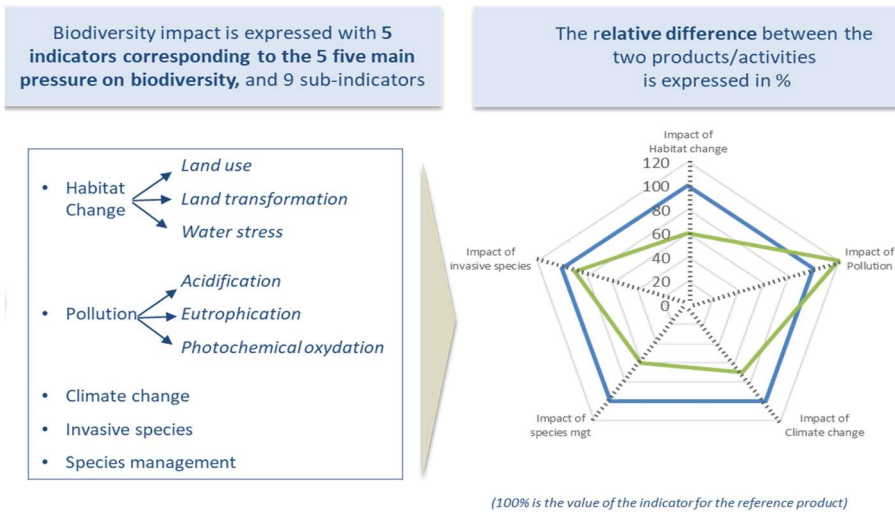 Biodiversity impact is expressed with 5
indicators corresponding to the 5 five main
pressure on biodiversity, and 9 sub-indicators
The relative difference between the
two products/activities
is expressed in %
• Habitat
Change
Land use
Land transformation
Water stress
• Pollution
Acidification
Eutrophication
Photochemical oxydation
• Climate change
• Invasive species
• Species management
Impact of
Habitat change
120
100
80
60
40
20
0
Impact of
Pollution
Impact of
Climate change
Impact of
species mgt
Impact of
invasive species
(100% is the value of the indicator for the reference product)